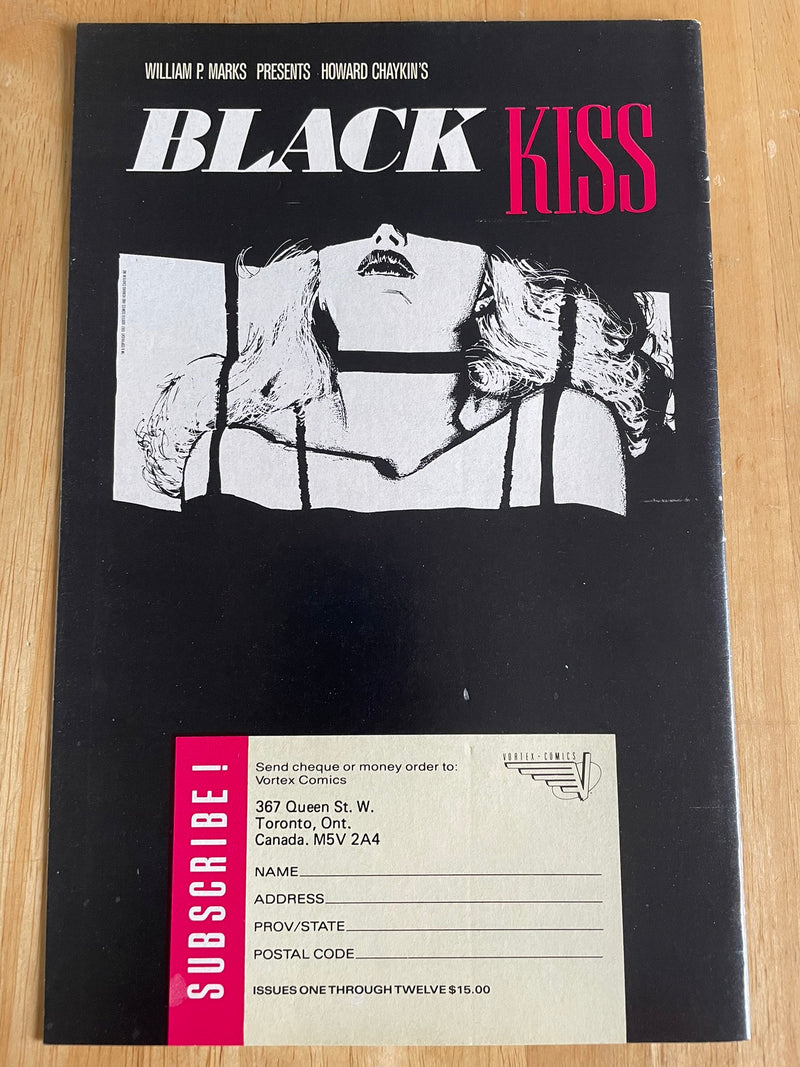 WILLIAM P. MARKS PRESENTS HOWARD CHAYKIN'S
BLACK KISS
SUBSCRIBE!
Send cheque or money order to:
Vortex Comics
VORTEX·COMICS
V
367 Queen St. W.
Toronto, Ont.
Canada. M5V 2A4
NAME
ADDRESS
PROV/STATE
POSTAL CODE
ISSUES ONE THROUGH TWELVE $15.00